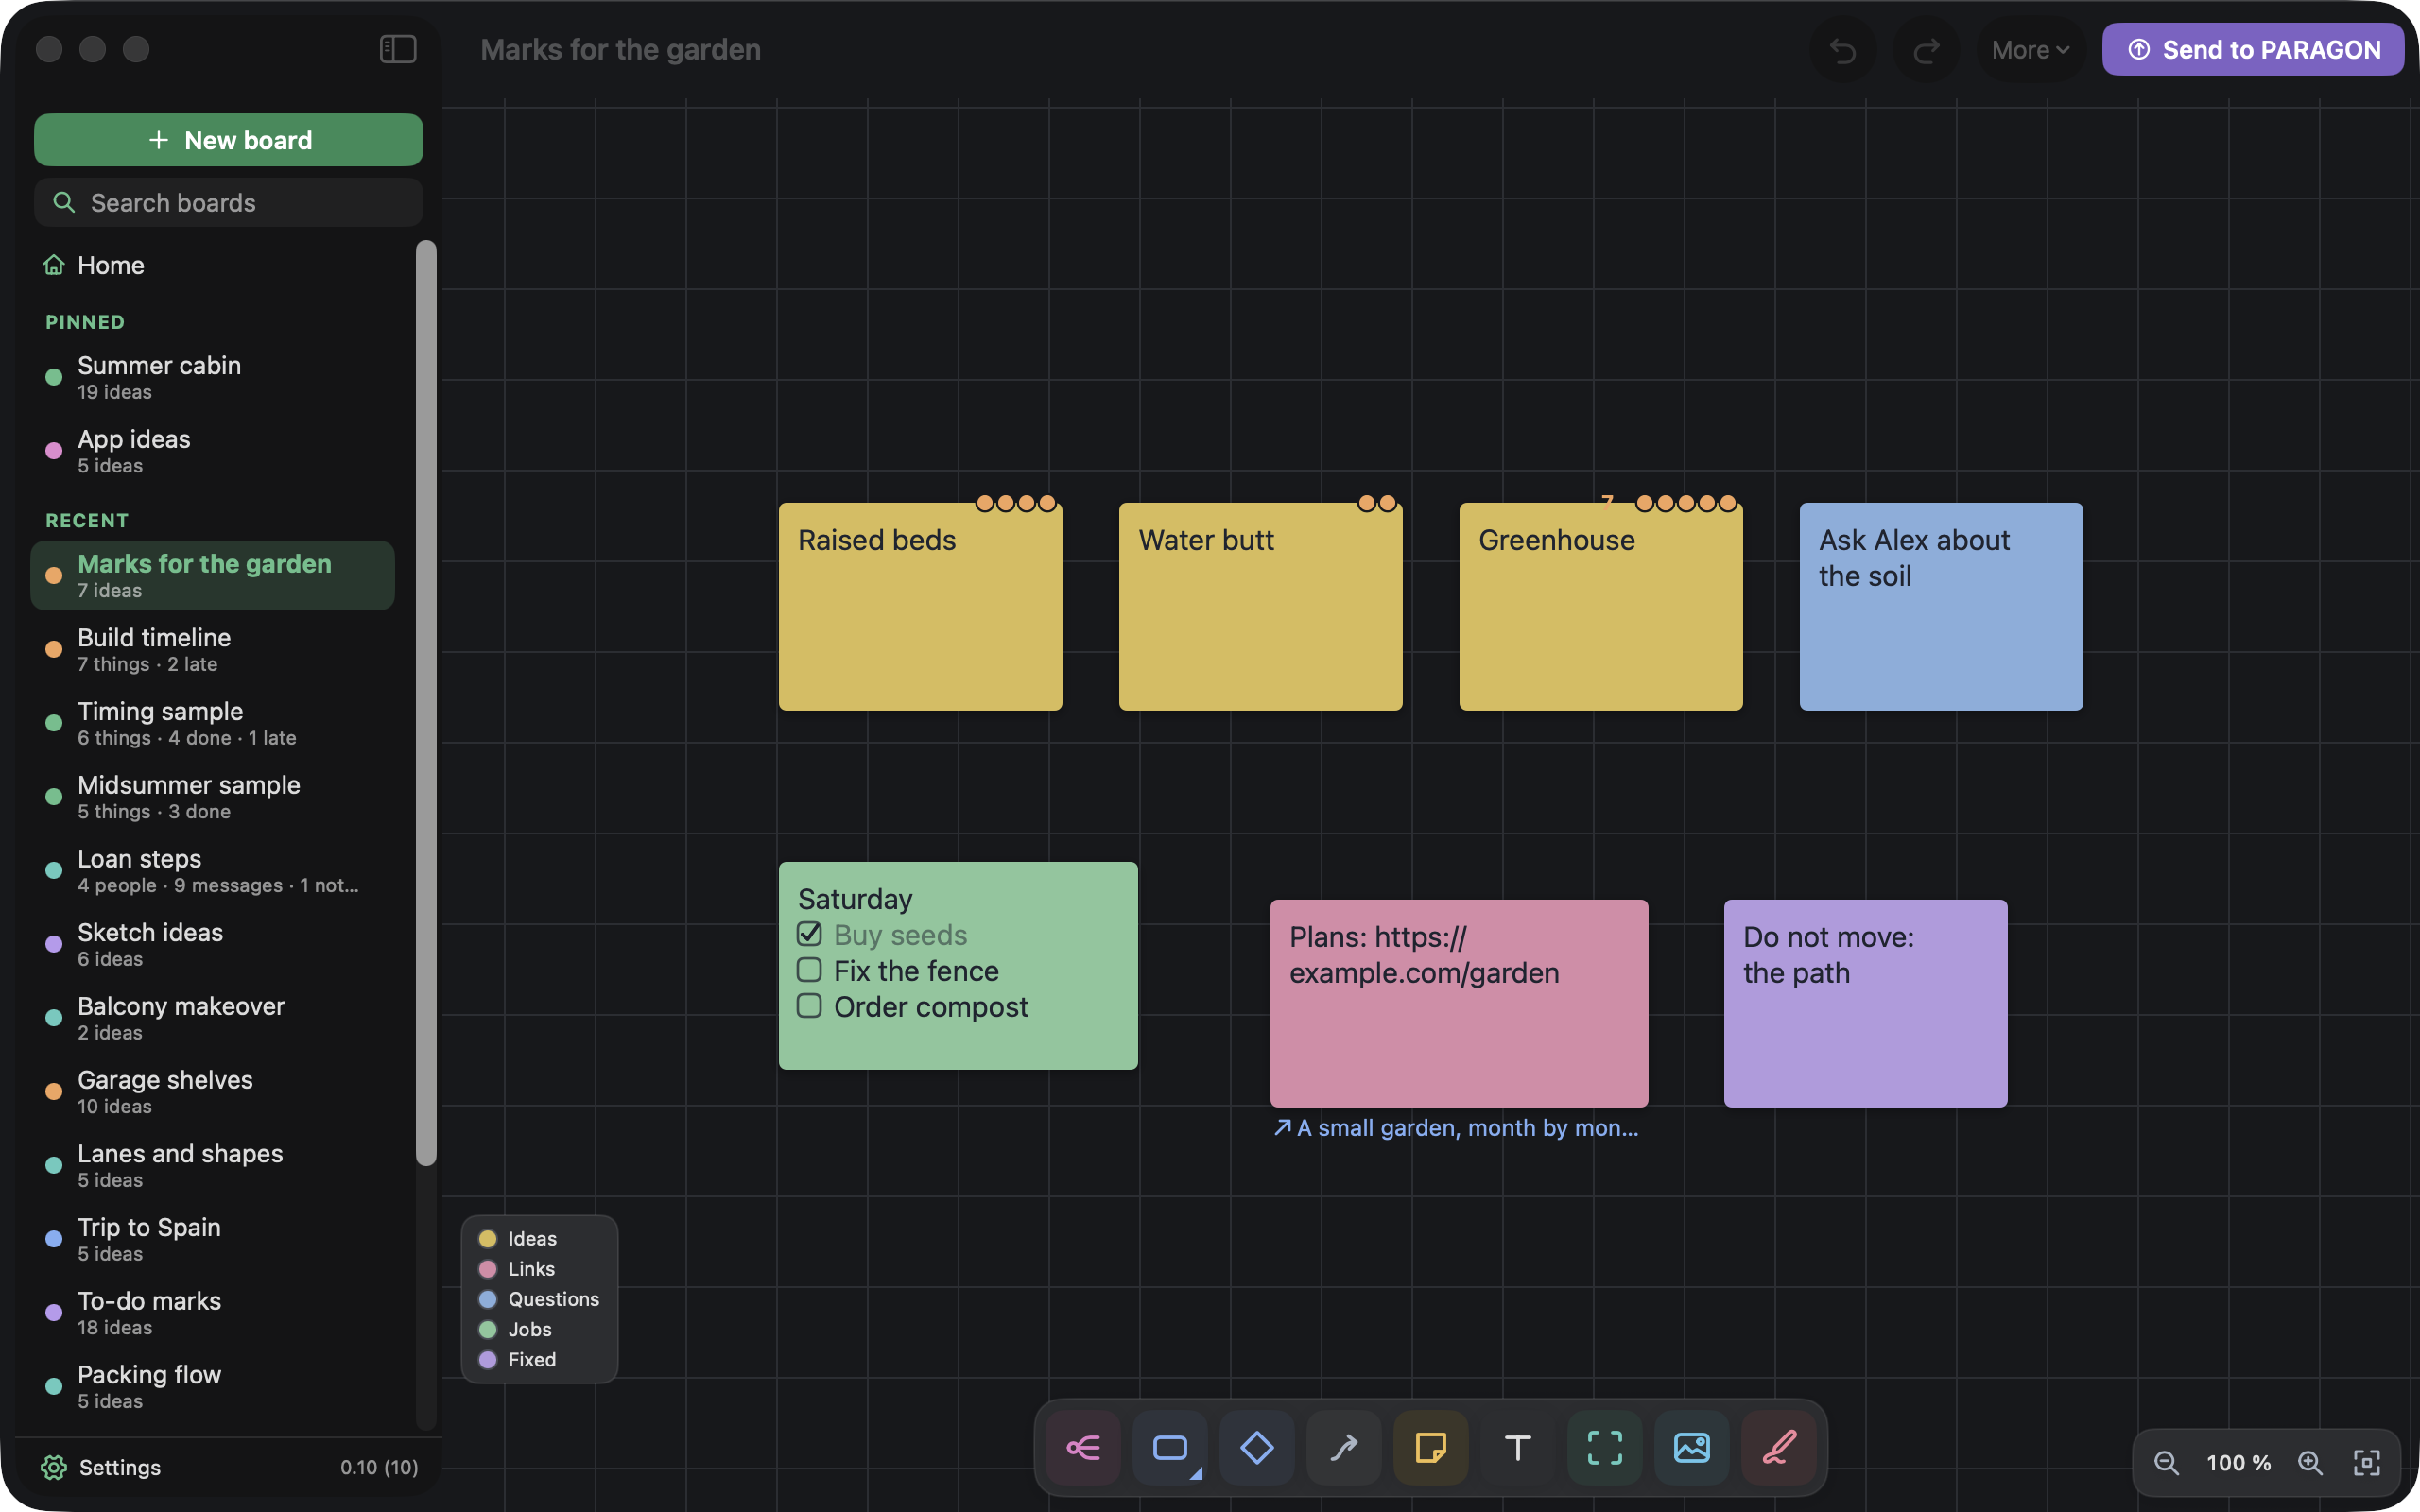 Marks for the garden
More
Send to PARAGON
New board
Search boards
Home
PINNED
Summer cabin
19 ideas
App ideas
5 ideas
RECENT
Marks for the garden
7 ideas
Build timeline
7 things · 2 late
Timing sample
6 things · 4 done · 1 late
Midsummer sample
5 things · 3 done
Loan steps
4 people · 9 messages · 1 not...
Sketch ideas
6 ideas
Balcony makeover
2 ideas
Garage shelves
10 ideas
Lanes and shapes
5 ideas
Trip to Spain
5 ideas
To-do marks
18 ideas
Packing flow
5 ideas
Settings
0.10 (10)
Raised beds
Water butt
7
Greenhouse
Ask Alex about
the soil
Saturday
Buy seeds
Fix the fence
Order compost
Plans: https://
example.com/garden
A small garden, month by mon...
Do not move:
the path
Ideas
Links
Questions
Jobs
Fixed
T
100 %